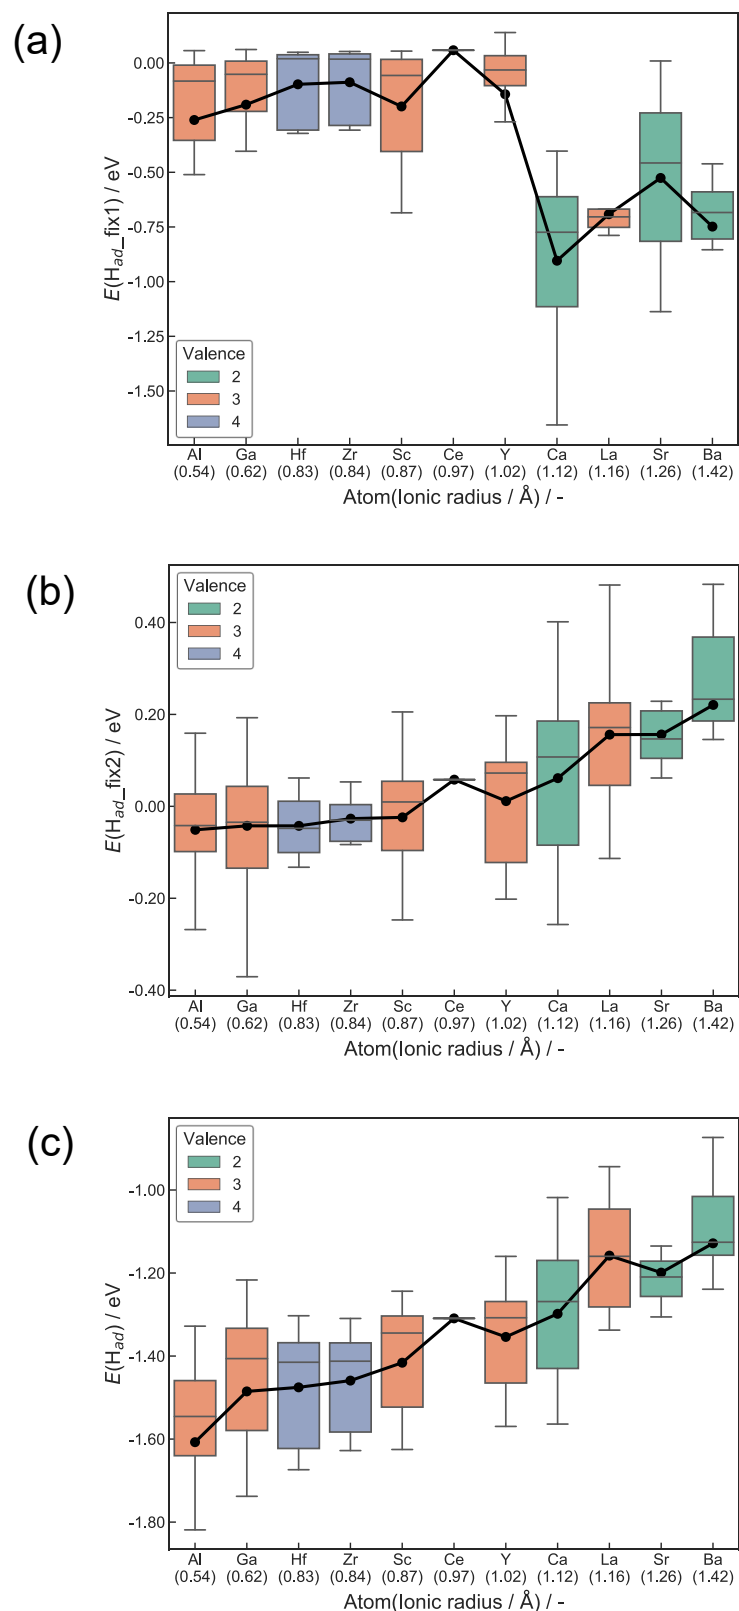 (a)
E(H_ad_fix1) / eV
0.00
-0.25
-0.50
-0.75
-1.00
-1.25
-1.50
Valence
2
3
4
Al Ga Hf Zr Sc Ce Y Ca La Sr Ba
(0.54) (0.62) (0.83) (0.84) (0.87) (0.97) (1.02) (1.12) (1.16) (1.26) (1.42)
Atom(Ionic radius / Å) / -
(b)
E(H_ad_fix2) / eV
0.40
0.20
0.00
-0.20
-0.40
Valence
2
3
4
Al Ga Hf Zr Sc Ce Y Ca La Sr Ba
(0.54) (0.62) (0.83) (0.84) (0.87) (0.97) (1.02) (1.12) (1.16) (1.26) (1.42)
Atom(Ionic radius / Å) / -
(c)
E(H_ad) / eV
-1.00
-1.20
-1.40
-1.60
-1.80
Valence
2
3
4
Al Ga Hf Zr Sc Ce Y Ca La Sr Ba
(0.54) (0.62) (0.83) (0.84) (0.87) (0.97) (1.02) (1.12) (1.16) (1.26) (1.42)
Atom(Ionic radius / Å) / -